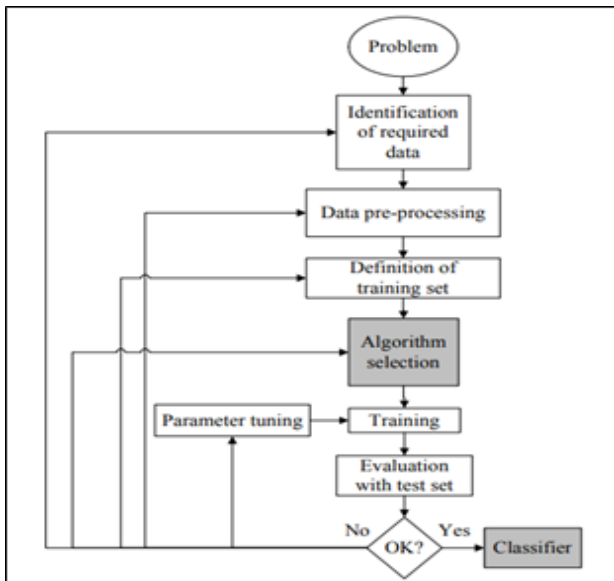 Problem
Identification
of required
data
Data pre-processing
Definition of
training set
Algorithm
selection
Parameter tuning
Training
Evaluation
with test set
No
OK?
Yes
Classifier